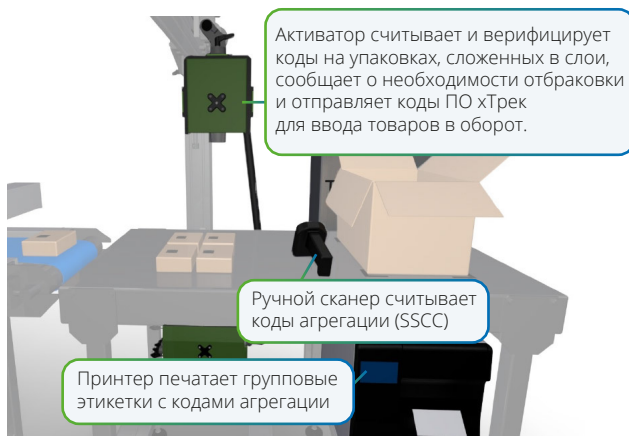 Активатор считывает и верифицирует
коды на упаковках, сложенных в слои,
сообщает о необходимости отбраковки
и отправляет коды ПО хТрек
для ввода товаров в оборот.
Ручной сканер считывает
коды агрегации (SSCC)
Принтер печатает групповые
этикетки с кодами агрегации